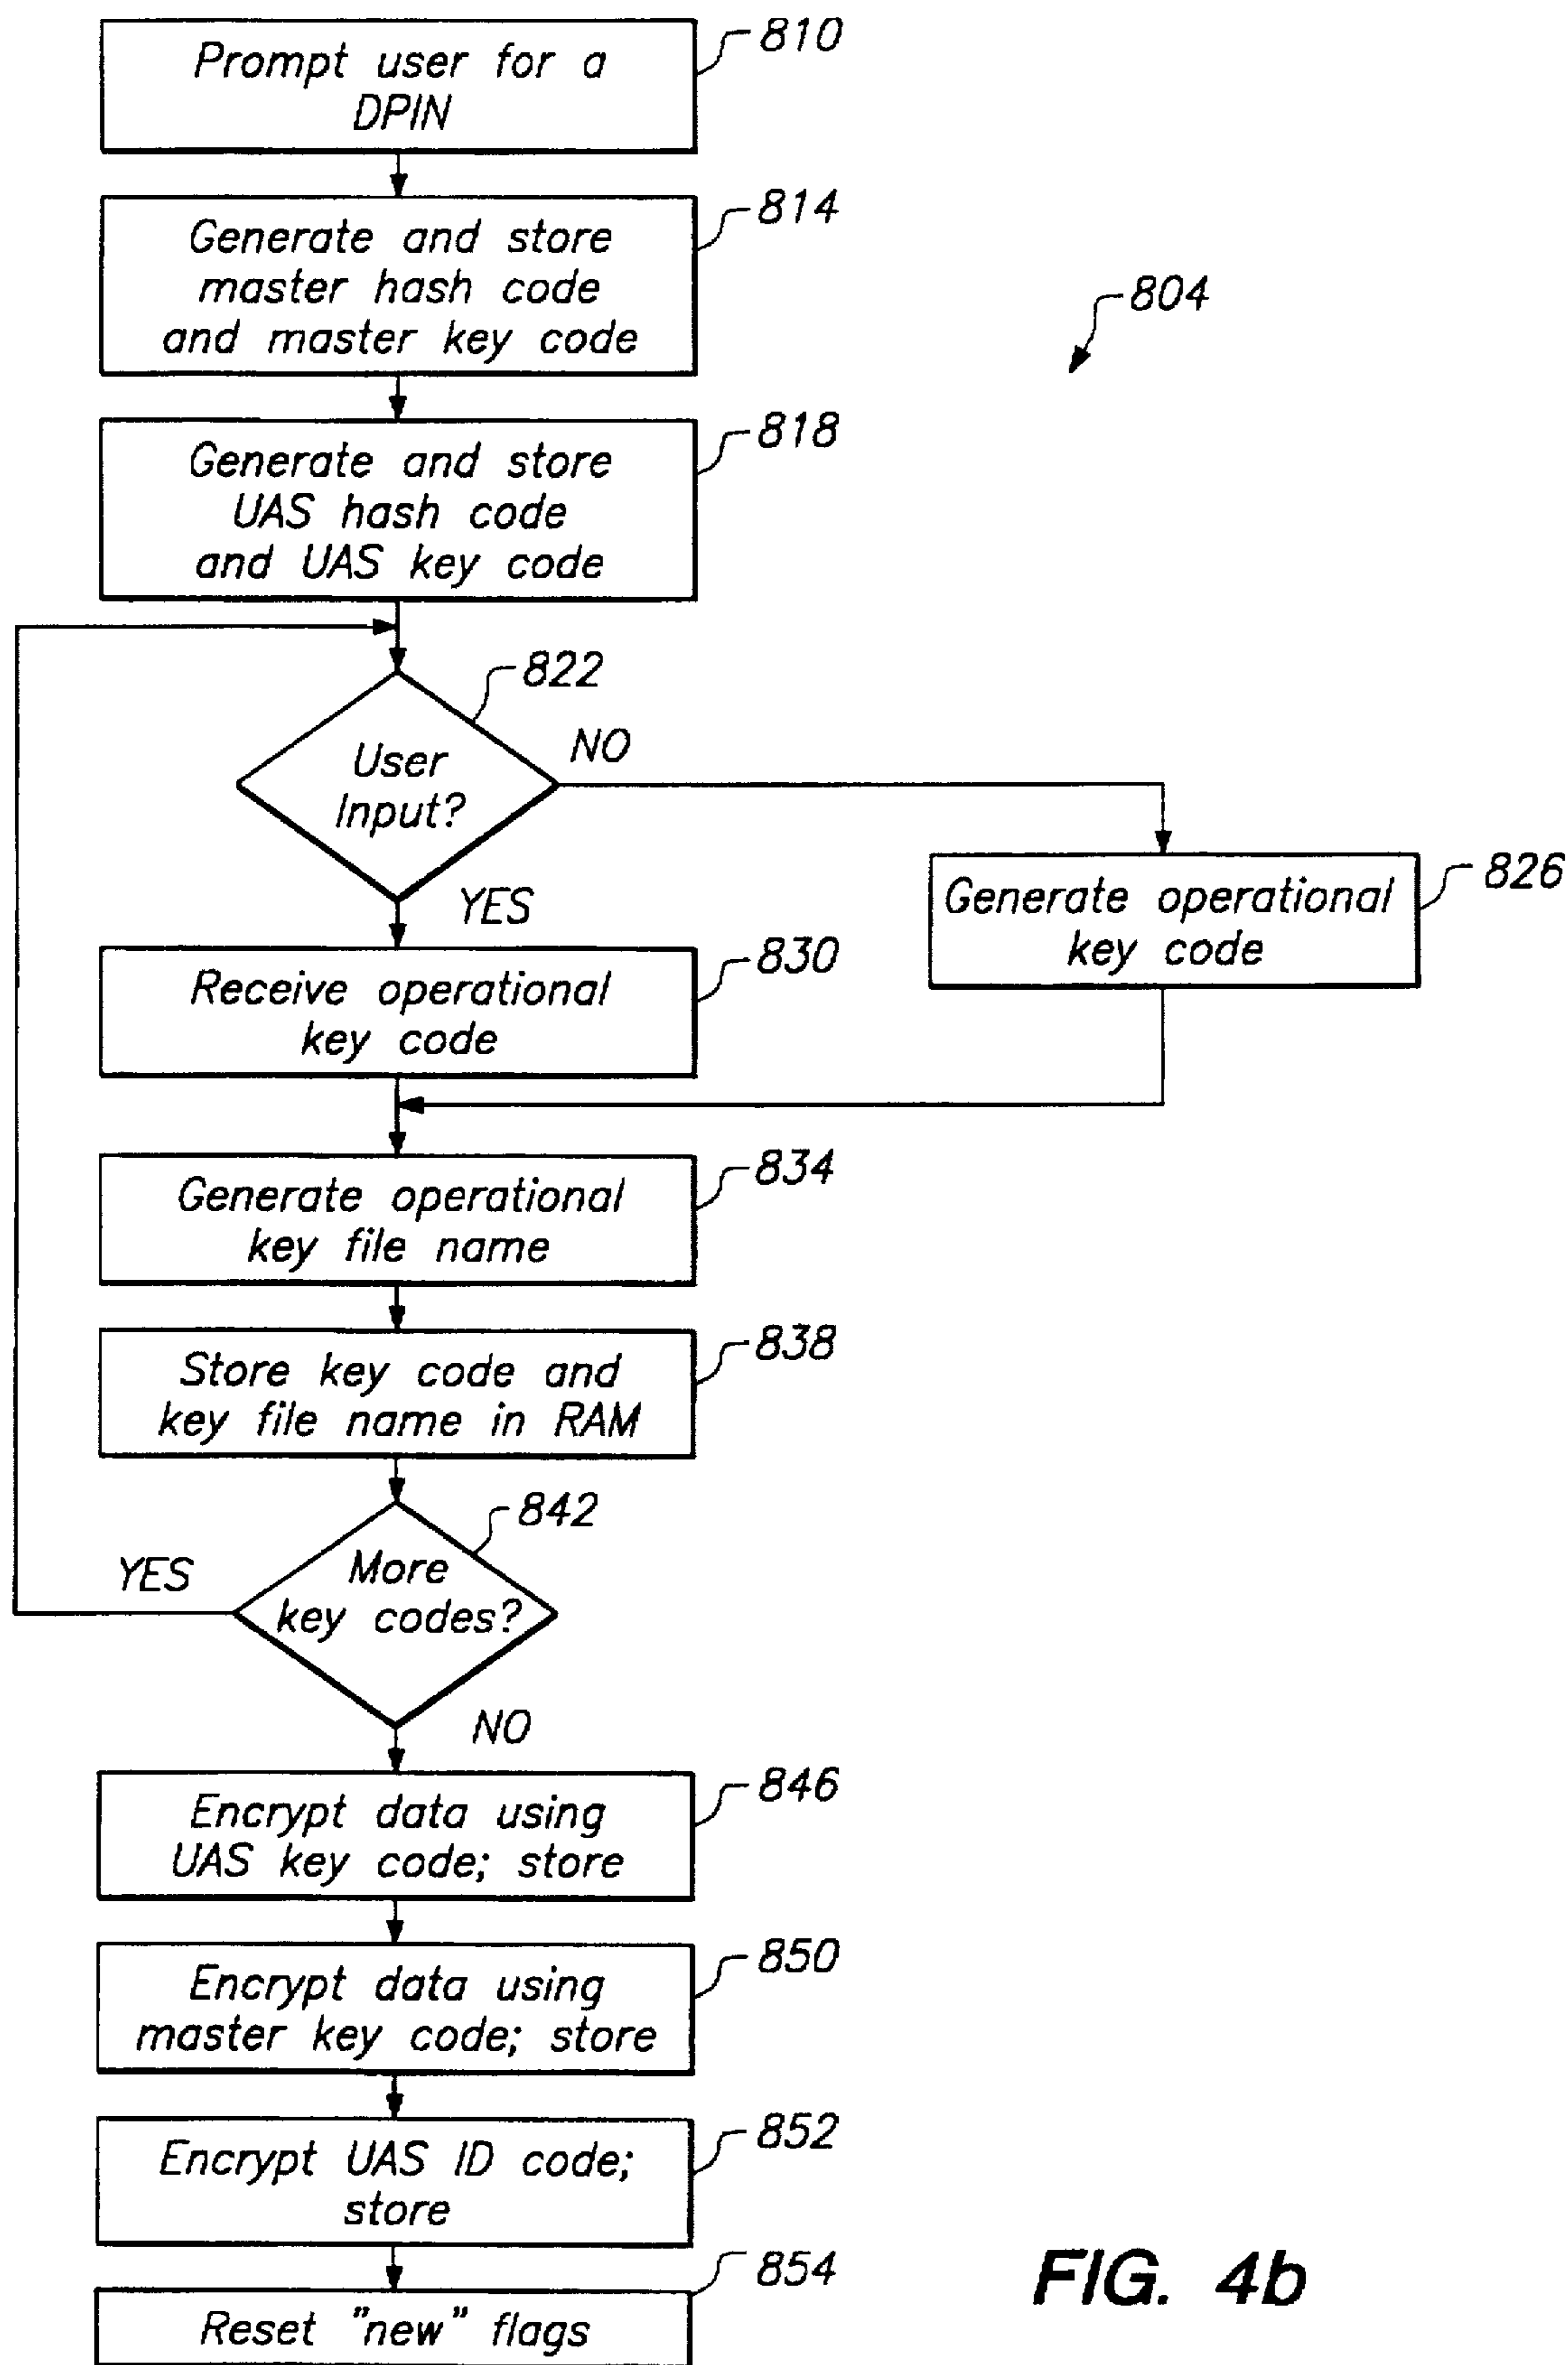 Prompt user for a
DPIN
810
Generate and store
master hash code
and master key code
814
804
Generate and store
UAS hash code
and UAS key code
818
822
User
Input?
NO
YES
Generate operational
key code
826
Receive operational
key code
830
Generate operational
key file name
834
Store key code and
key file name in RAM
838
842
More
key codes?
YES
NO
Encrypt data using
UAS key code; store
846
Encrypt data using
master key code; store
850
Encrypt UAS ID code;
store
852
Reset "new" flags
854
FIG. 4b